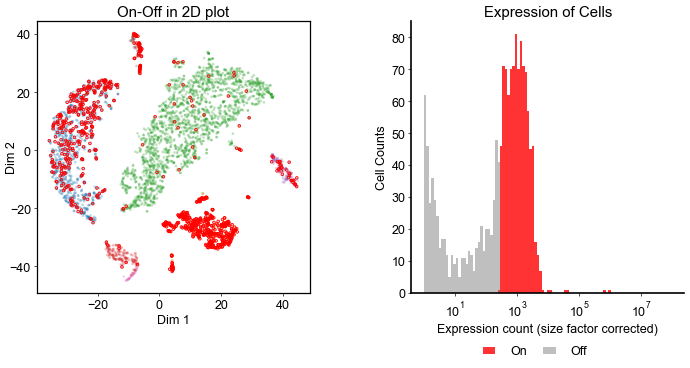 On-Off in 2D plot
40
20
0
−20
−40
Dim 2
−20
0
20
40
Dim 1
Expression of Cells
80
70
60
50
40
30
20
10
0
Cell Counts
10^1
10^3
10^5
10^7
Expression count (size factor corrected)
On
Off